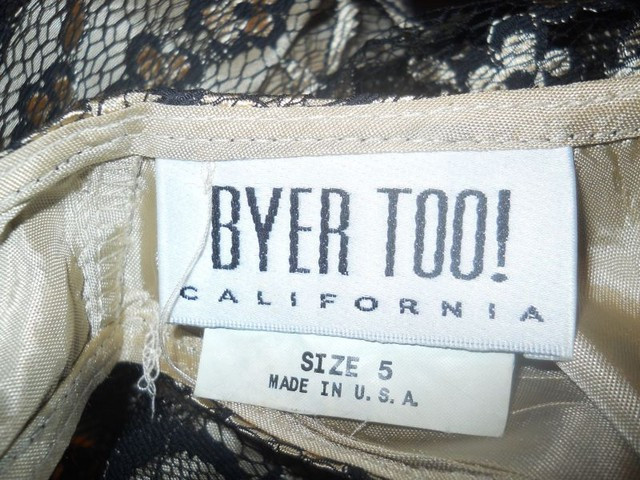 BYER TOO!
CALIFORNIA
SIZE 5
MADE IN U.S.A.